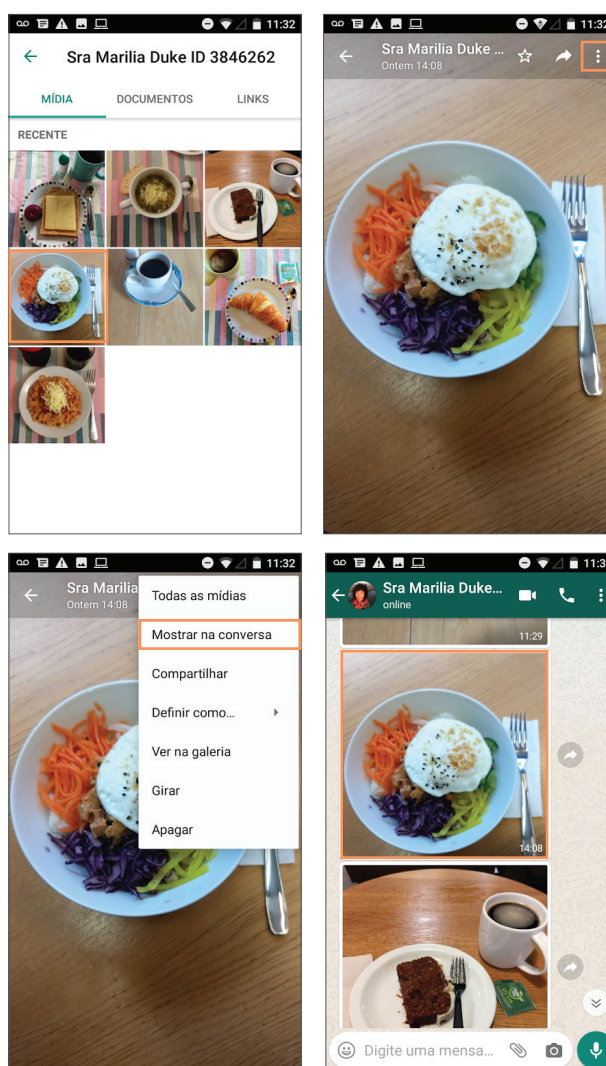 11:32
Sra Marilia Duke ID 3846262
MÍDIA DOCUMENTOS LINKS
RECENTE
11:32
Sra Marilia Duke ...
Ontem 14:08
11:32
Sra Marilia
Ontem 14:08
Todas as mídias
Mostrar na conversa
Compartilhar
Definir como...
Ver na galeria
Girar
Apagar
11:3
Sra Marilia Duke...
online
11:29
14:08
Digite uma mensa...